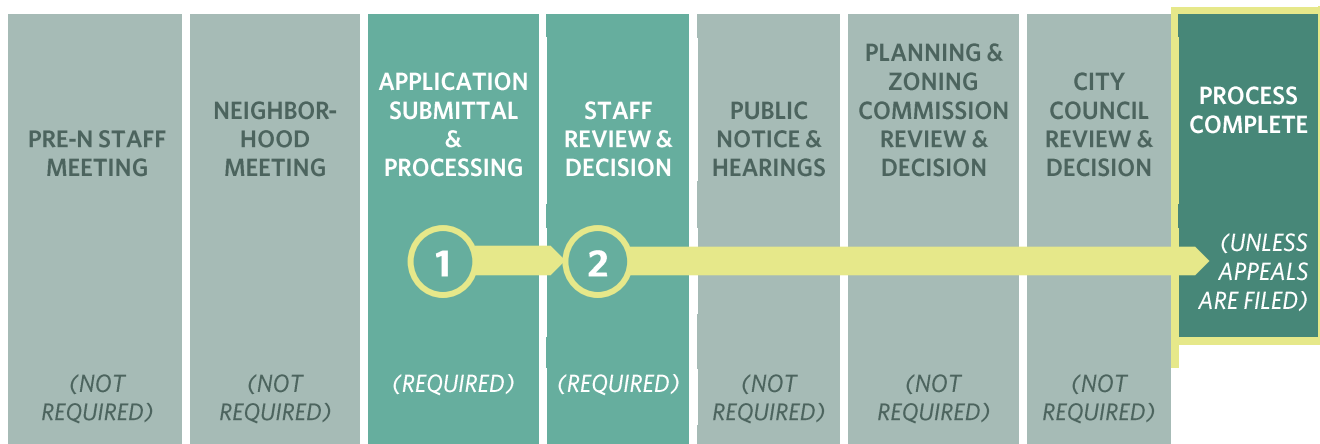 PRE-N STAFF
MEETING
(NOT
REQUIRED)
NEIGHBOR-
HOOD
MEETING
(NOT
REQUIRED)
APPLICATION
SUBMITTAL
&
PROCESSING
1
(REQUIRED)
STAFF
REVIEW &
DECISION
2
(REQUIRED)
PUBLIC
NOTICE &
HEARINGS
(NOT
REQUIRED)
PLANNING &
ZONING
COMMISSION
REVIEW &
DECISION
(NOT
REQUIRED)
CITY
COUNCIL
REVIEW &
DECISION
(NOT
REQUIRED)
PROCESS
COMPLETE
(UNLESS
APPEALS
ARE FILED)